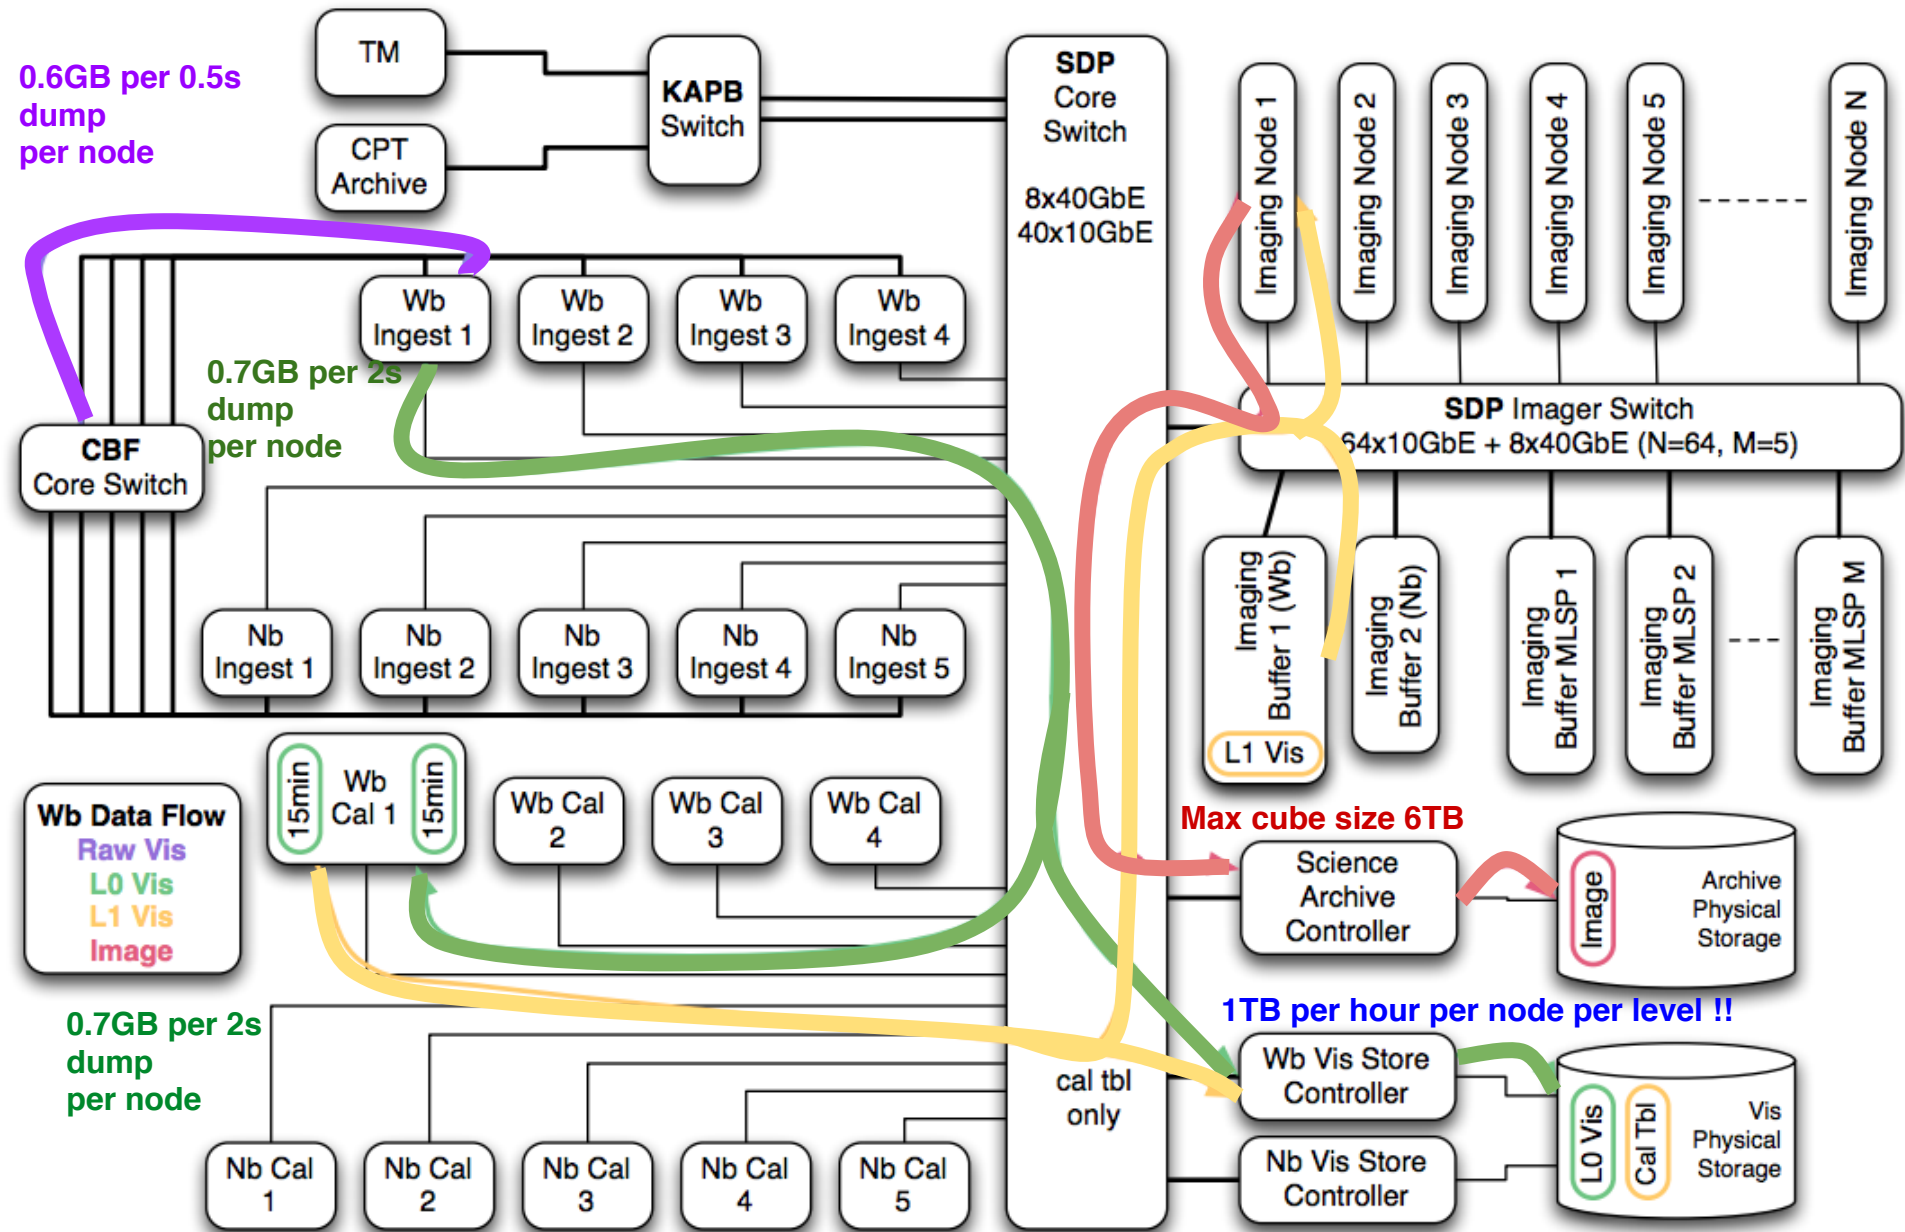 0.6GB per 0.5s
dump
per node
TM
CPT
Archive
KAPB
Switch
SDP
Core
Switch
8x40GbE
40x10GbE
Imaging Node 1
Imaging Node 2
Imaging Node 3
Imaging Node 4
Imaging Node 5
Imaging Node N
Wb
Ingest 1
Wb
Ingest 2
Wb
Ingest 3
Wb
Ingest 4
0.7GB per 2s
dump
per node
CBF
Core Switch
SDP Imager Switch
64x10GbE + 8x40GbE (N=64, M=5)
Nb
Ingest 1
Nb
Ingest 2
Nb
Ingest 3
Nb
Ingest 4
Nb
Ingest 5
Imaging
Buffer 1 (Wb)
L1 Vis
Imaging
Buffer 2 (Nb)
Imaging
Buffer MLSP 1
Imaging
Buffer MLSP 2
Imaging
Buffer MLSP M
Wb Data Flow
Raw Vis
L0 Vis
L1 Vis
Image
15min
Wb
Cal 1
15min
Wb Cal
2
Wb Cal
3
Wb Cal
4
Max cube size 6TB
Science
Archive
Controller
Image
Archive
Physical
Storage
0.7GB per 2s
dump
per node
1TB per hour per node per level !!
cal tbl
only
Wb Vis Store
Controller
L0 Vis
Cal Tbl
Vis
Physical
Storage
Nb Cal
1
Nb Cal
2
Nb Cal
3
Nb Cal
4
Nb Cal
5
Nb Vis Store
Controller